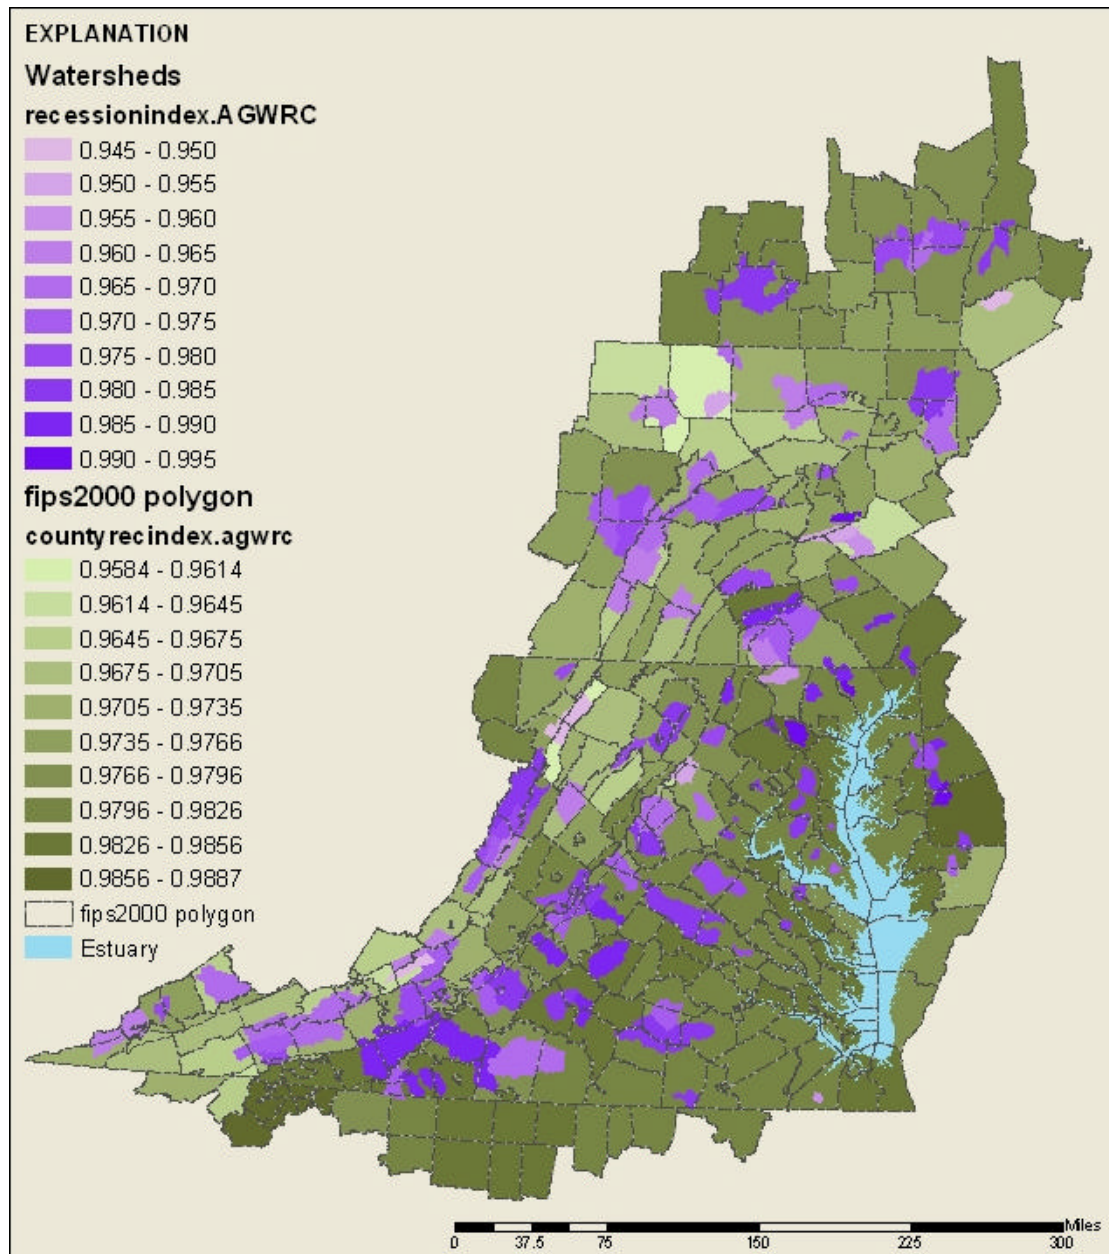 EXPLANATION
Watersheds
recessionindex.AGWRC
0.945 - 0.950
0.950 - 0.955
0.955 - 0.960
0.960 - 0.965
0.965 - 0.970
0.970 - 0.975
0.975 - 0.980
0.980 - 0.985
0.985 - 0.990
0.990 - 0.995
fips2000 polygon
countyrecindex.agwrc
0.9584 - 0.9614
0.9614 - 0.9645
0.9645 - 0.9675
0.9675 - 0.9705
0.9705 - 0.9735
0.9735 - 0.9766
0.9766 - 0.9796
0.9796 - 0.9826
0.9826 - 0.9856
0.9856 - 0.9887
fips2000 polygon
Estuary
Miles
0 37.5 75 150 225 300